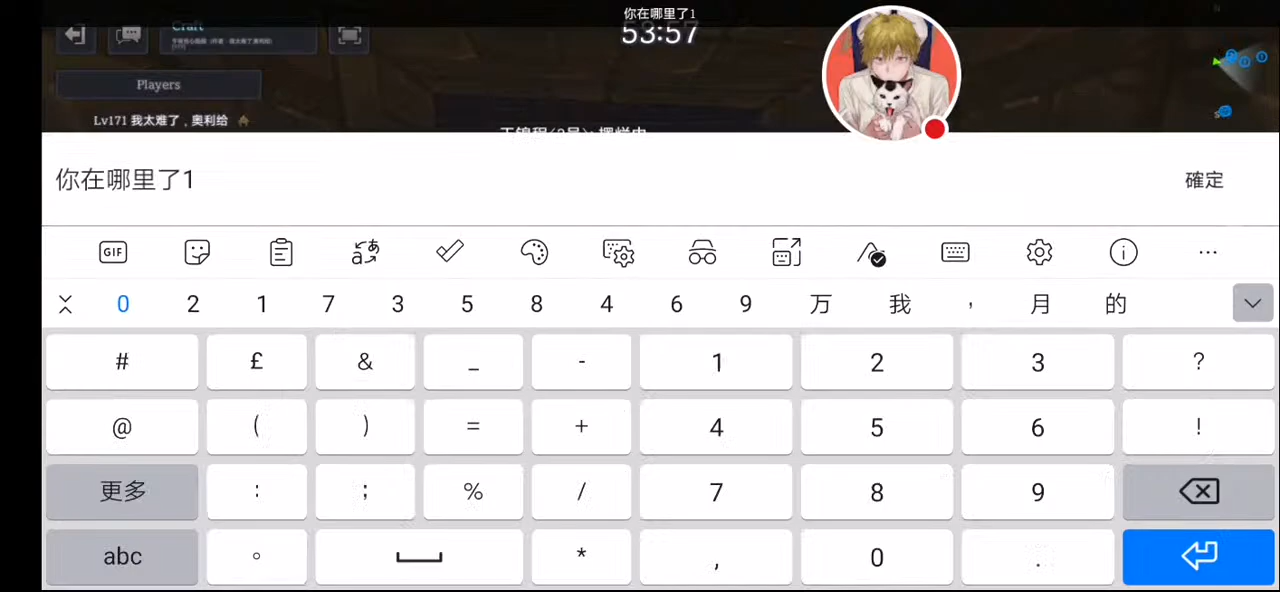 你在哪里了1
Craft
53:57
Players
Lv171 我太难了，奥利给
你在哪里了1
確定
GIF
0 2 1 7 3 5 8 4 6 9 万 我 , 月 的
# £ & _ - 1 2 3 ?
@ ( ) = + 4 5 6 !
更多 : ; % / 7 8 9
abc 。 * , 0 .